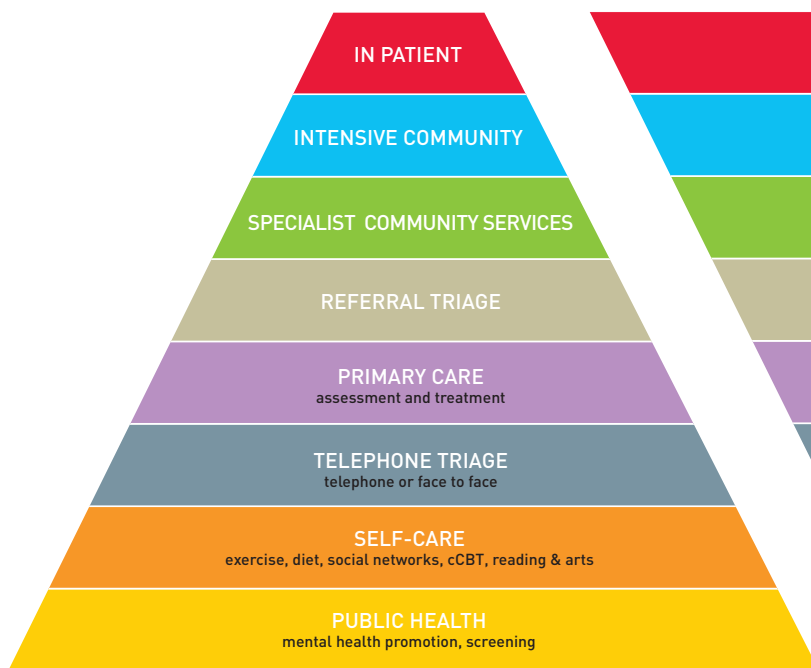 IN PATIENT
INTENSIVE COMMUNITY
SPECIALIST COMMUNITY SERVICES
REFERRAL TRIAGE
PRIMARY CARE
assessment and treatment
TELEPHONE TRIAGE
telephone or face to face
SELF-CARE
exercise, diet, social networks, cCBT, reading & arts
PUBLIC HEALTH
mental health promotion, screening